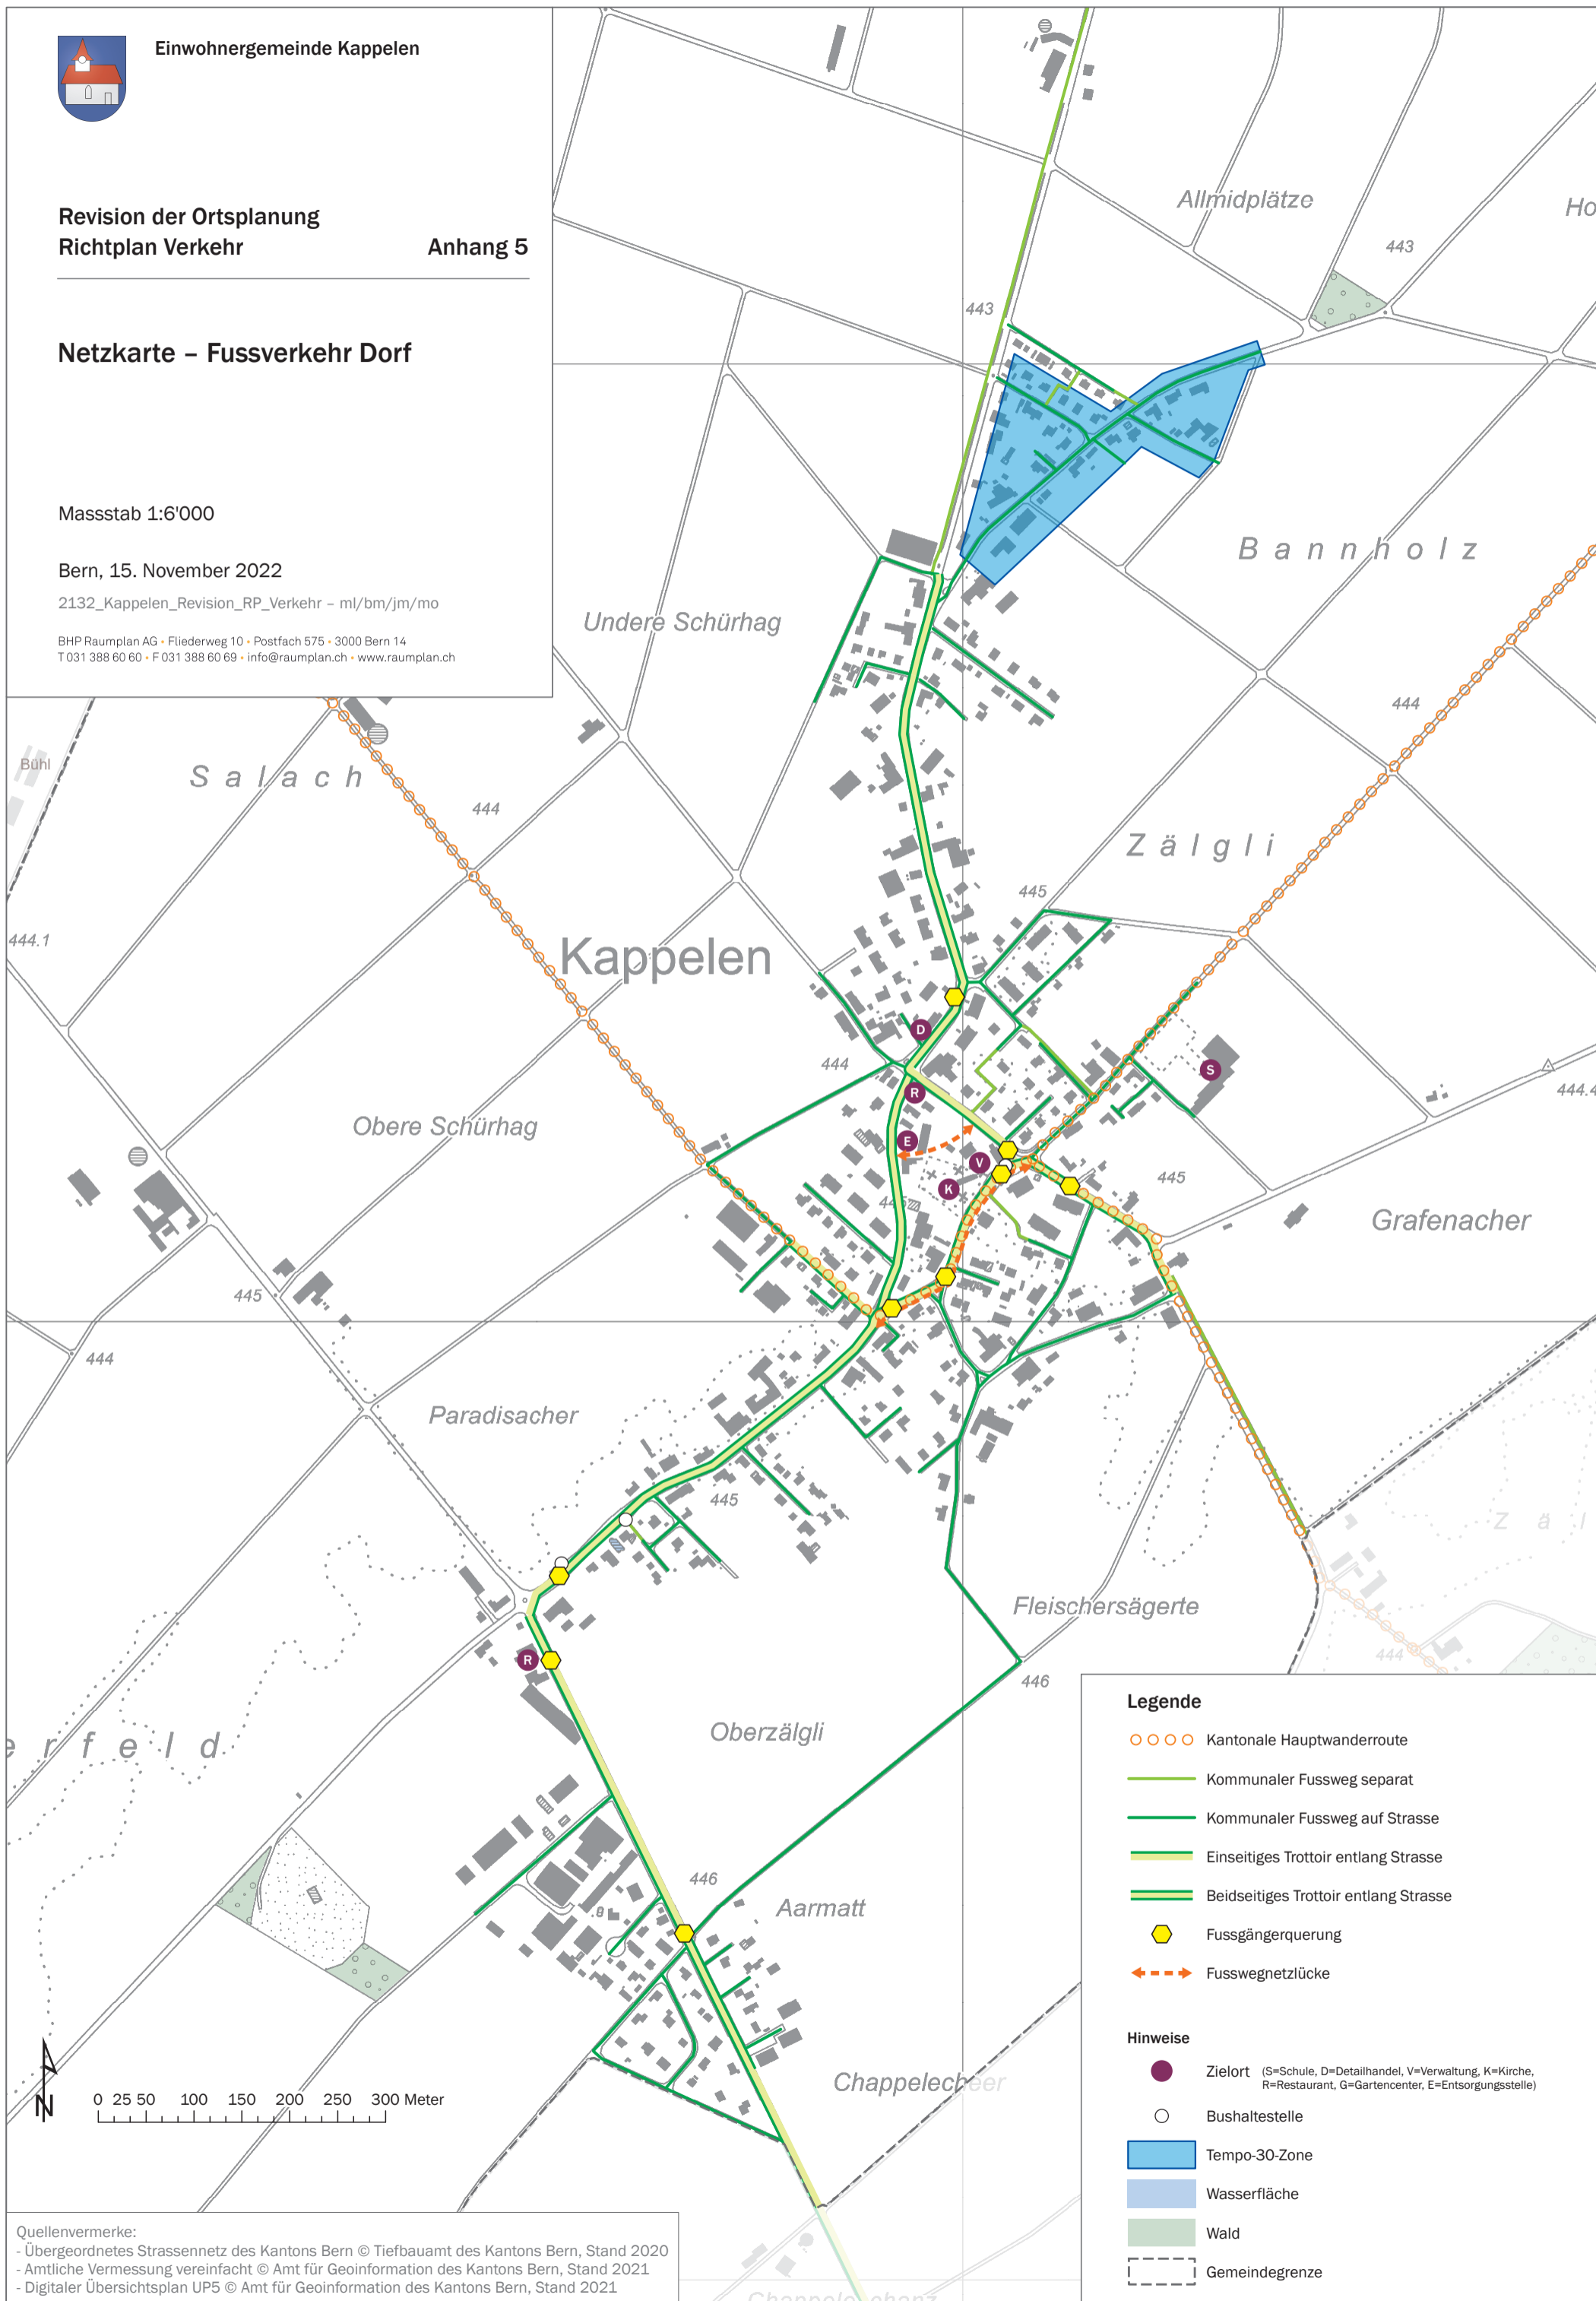 Einwohnergemeinde Kappelen
Revision der Ortsplanung
Richtplan Verkehr Anhang 5
Netzkarte – Fussverkehr Dorf
Massstab 1:6'000
Bern, 15. November 2022
2132_Kappelen_Revision_RP_Verkehr – ml/bm/jm/mo
BHP Raumplan AG • Fliederweg 10 • Postfach 575 • 3000 Bern 14
T 031 388 60 60 • F 031 388 60 69 • info@raumplan.ch • www.raumplan.ch
Allmidplätze
Ho
443
443
Bannholz
Undere Schürhag
444
Bühl
Salach
444
Zälgli
445
444.1
Kappelen
D
444
S
444.4
R
Obere Schürhag
E
V
445
K
445
Grafenacher
445
444
Paradisacher
445
Zäl
Fleischersägerte
444
R
446
Oberzälgli
erfeld
446
Aarmatt
Chappelecheer
N
0 25 50 100 150 200 250 300 Meter
Legende
Kantonale Hauptwanderroute
Kommunaler Fussweg separat
Kommunaler Fussweg auf Strasse
Einseitiges Trottoir entlang Strasse
Beidseitiges Trottoir entlang Strasse
Fussgängerquerung
Fusswegnetzlücke
Hinweise
Zielort (S=Schule, D=Detailhandel, V=Verwaltung, K=Kirche,
R=Restaurant, G=Gartencenter, E=Entsorgungsstelle)
Bushaltestelle
Tempo-30-Zone
Wasserfläche
Wald
Gemeindegrenze
Quellenvermerke:
- Übergeordnetes Strassennetz des Kantons Bern © Tiefbauamt des Kantons Bern, Stand 2020
- Amtliche Vermessung vereinfacht © Amt für Geoinformation des Kantons Bern, Stand 2021
- Digitaler Übersichtsplan UP5 © Amt für Geoinformation des Kantons Bern, Stand 2021